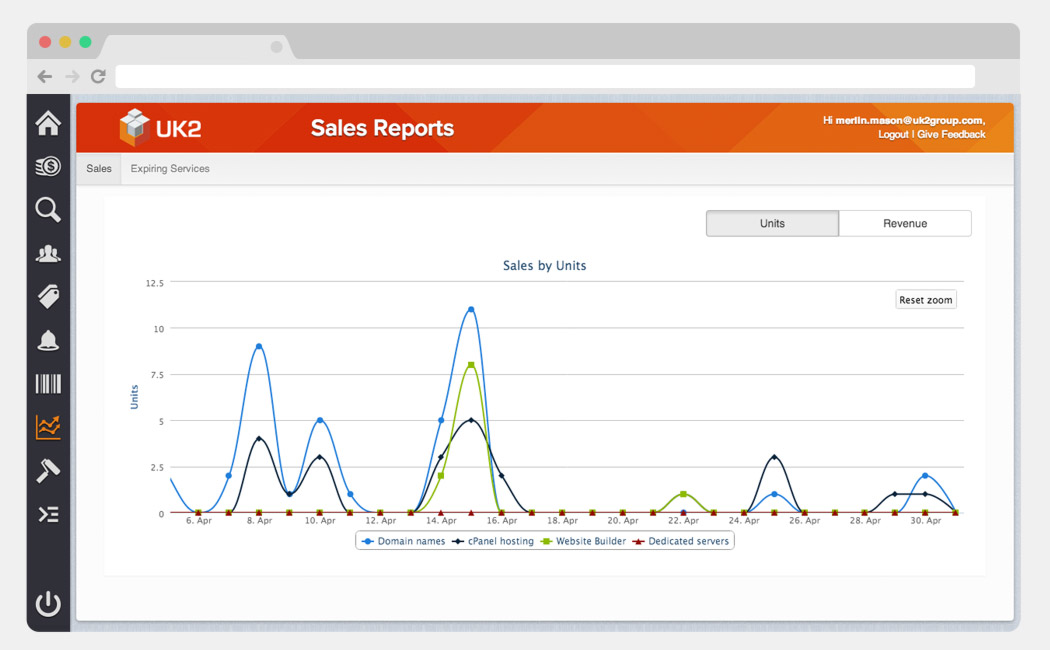 UK2
Sales Reports
Hi merlin.mason@uk2group.com,
Logout | Give Feedback
Sales
Expiring Services
Units
Revenue
Sales by Units
Reset zoom
12.5
10
7.5
5
2.5
0
Units
6. Apr 8. Apr 10. Apr 12. Apr 14. Apr 16. Apr 18. Apr 20. Apr 22. Apr 24. Apr 26. Apr 28. Apr 30. Apr
Domain names cPanel hosting Website Builder Dedicated servers